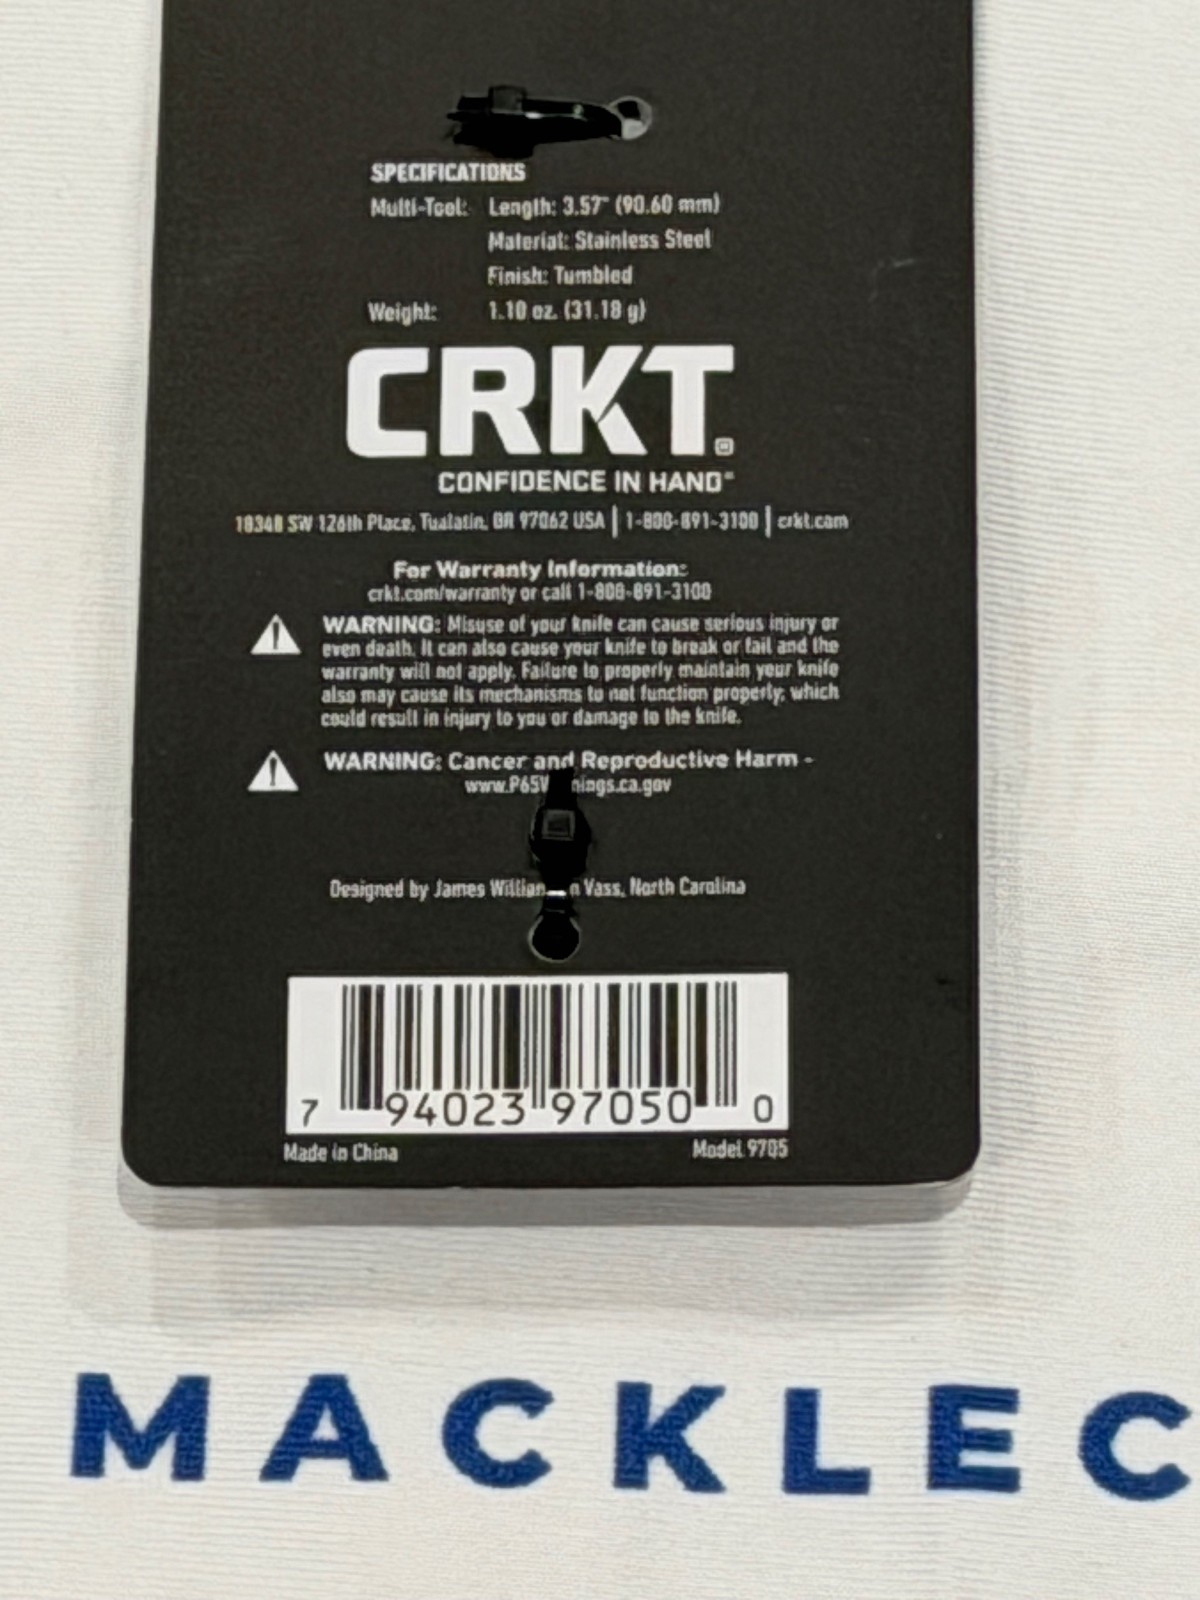 SPECIFICATIONS
Multi-Tool: Length: 3.57" (90.60 mm)
Material: Stainless Steel
Finish: Tumbled
Weight: 1.10 oz. (31.18 g)
CRKT®
CONFIDENCE IN HAND®
18348 SW 126th Place, Tualatin, OR 97062 USA | 1-800-891-3100 | crkt.com
For Warranty Information:
crkt.com/warranty or call 1-800-891-3100
WARNING: Misuse of your knife can cause serious injury or
even death. It can also cause your knife to break or fail and the
warranty will not apply. Failure to properly maintain your knife
also may cause its mechanisms to not function properly, which
could result in injury to you or damage to the knife.
WARNING: Cancer and Reproductive Harm -
Designed by James Vass, North Carolina
7 94023 97050 0
Made in China
Model 9705
MACKLEC